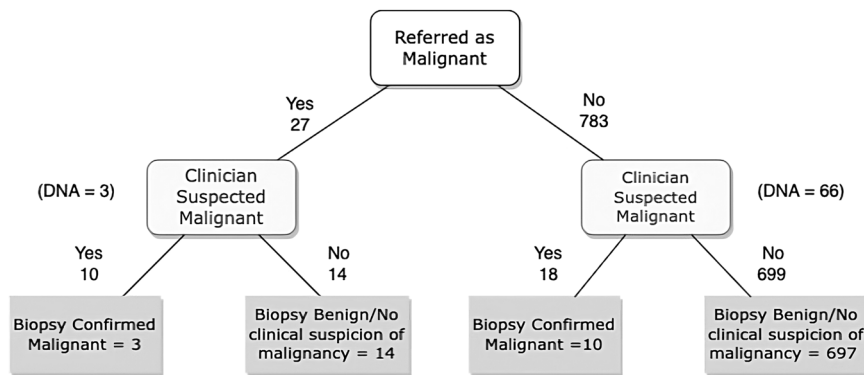 Referred as
Malignant
Yes
27
No
783
(DNA = 3)
Clinician
Suspected
Malignant
Clinician
Suspected
Malignant
(DNA = 66)
Yes
10
No
14
Yes
18
No
699
Biopsy Confirmed
Malignant = 3
Biopsy Benign/No
clinical suspicion of
malignancy = 14
Biopsy Confirmed
Malignant =10
Biopsy Benign/No
clinical suspicion of
malignancy = 697